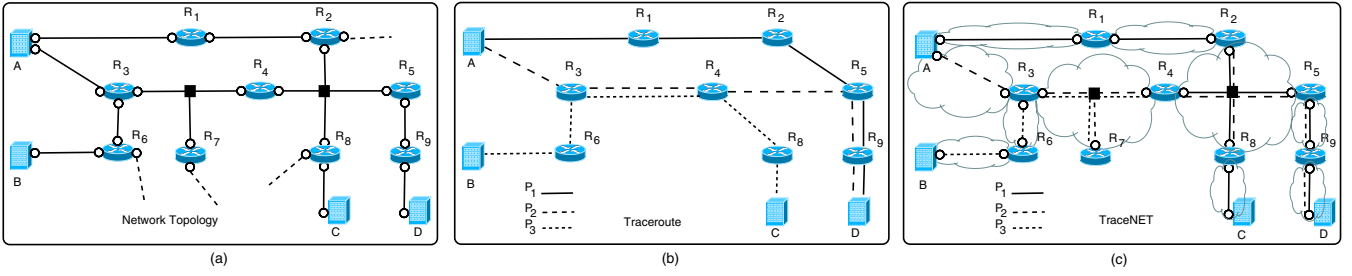 R1
R2
A
R3
R4
R5
R6
R7
R8
R9
B
Network Topology
C
D
(a)
R1
R2
A
R3
R4
R5
R6
R8
R9
B
P1
P2
P3
Traceroute
C
D
(b)
R1
R2
A
R3
R4
R5
R6
R7
R8
R9
B
P1
P2
P3
TraceNET
C
D
(c)